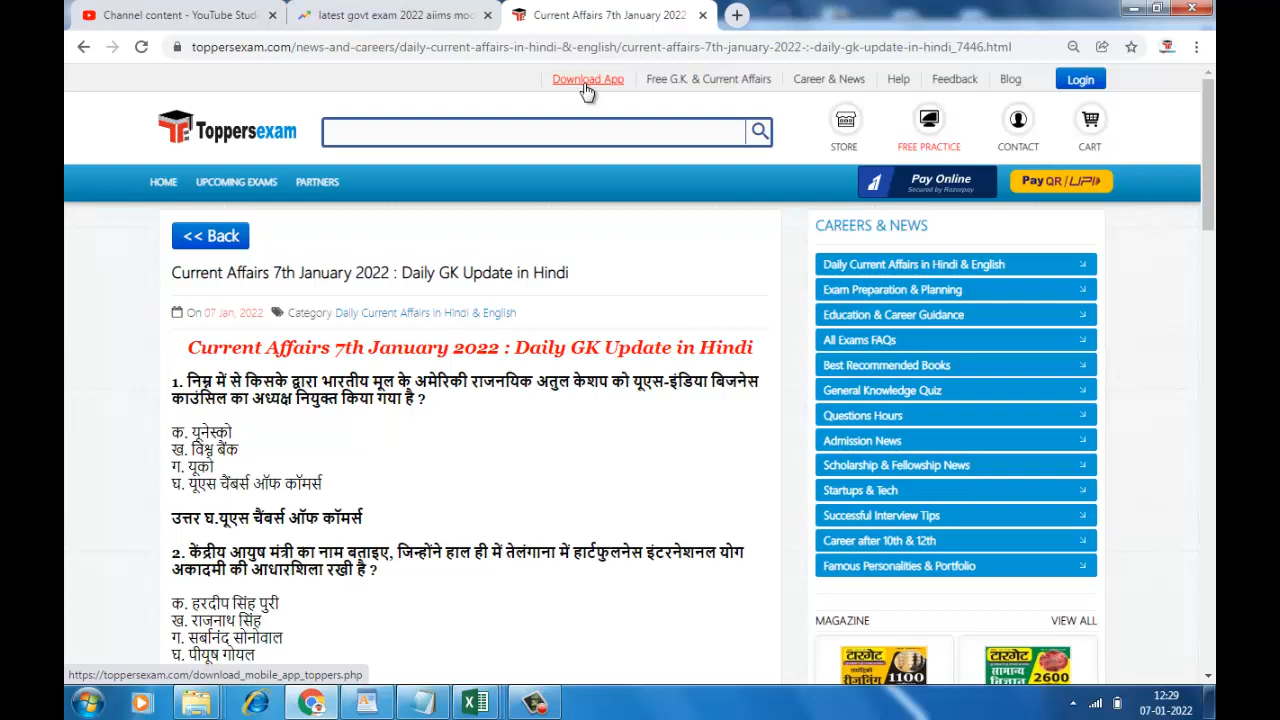 Channel content - YouTube Stud
latest govt exam 2022 aiims moc
Current Affairs 7th January 2022
toppersexam.com/news-and-careers/daily-current-affairs-in-hindi-&-english/current-affairs-7th-january-2022-:-daily-gk-update-in-hindi_7446.html
Download App
Free G.K. & Current Affairs
Career & News
Help
Feedback
Blog
Login
Toppersexam
STORE
FREE PRACTICE
CONTACT
CART
HOME
UPCOMING EXAMS
PARTNERS
Pay Online
Secured by Razorpay
Pay QR / UPI
<< Back
Current Affairs 7th January 2022 : Daily GK Update in Hindi
On 07 Jan, 2022 Category Daily Current Affairs in Hindi & English
Current Affairs 7th January 2022 : Daily GK Update in Hindi
1. निम्न में से किसके द्वारा भारतीय मूल के अमेरिकी राजनयिक अतुल केशप को यूएस-इंडिया बिजनेस
काउंसिल का अध्यक्ष नियुक्त किया गया है ?
क. यूनेस्को
ख. विश्व बैंक
ग. यूको
घ. यूएस चैंबर्स ऑफ कॉमर्स
उत्तर घ.यूएस चैंबर्स ऑफ कॉमर्स
2. केंद्रीय आयुष मंत्री का नाम बताइए, जिन्होंने हाल ही में तेलंगाना में हार्टफुलनेस इंटरनेशनल योग
अकादमी की आधारशिला रखी है ?
क. हरदीप सिंह पुरी
ख. राजनाथ सिंह
ग. सर्बानंद सोनोवाल
घ. पीयूष गोयल
CAREERS & NEWS
Daily Current Affairs in Hindi & English
Exam Preparation & Planning
Education & Career Guidance
All Exams FAQs
Best Recommended Books
General Knowledge Quiz
Questions Hours
Admission News
Scholarship & Fellowship News
Startups & Tech
Successful Interview Tips
Career after 10th & 12th
Famous Personalities & Portfolio
MAGAZINE
VIEW ALL
टारगेट
रीजनिंग
1100
टारगेट
सामान्य
विज्ञान
2600
https://toppersexam.com/download_mobile_app_toppers.php
12:29
07-01-2022